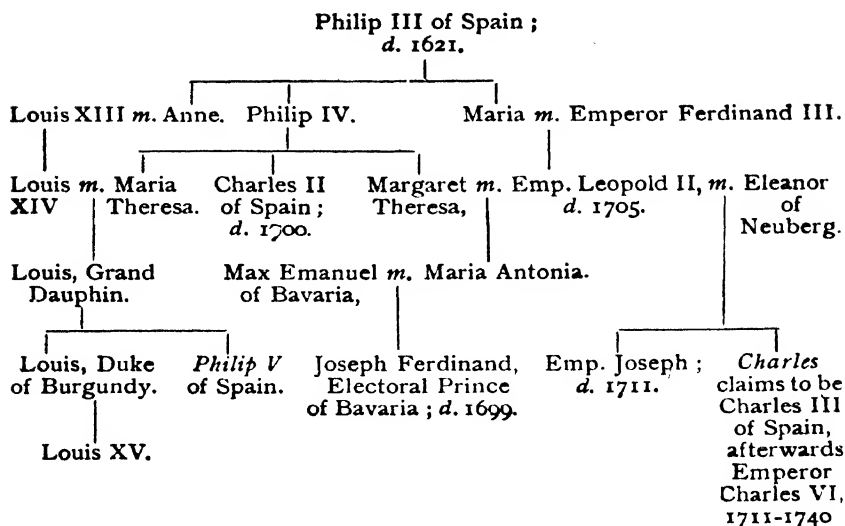 Philip III of Spain ;
d. 1621.
Louis XIII m. Anne. Philip IV. Maria m. Emperor Ferdinand III.
Louis m. Maria Charles II Margaret m. Emp. Leopold II, m. Eleanor
XIV Theresa. of Spain ; Theresa, d. 1705. of
d. 1700. Neuberg.
Louis, Grand Max Emanuel m. Maria Antonia.
Dauphin. of Bavaria,
Louis, Duke Philip V Joseph Ferdinand, Emp. Joseph ; Charles
of Burgundy. of Spain. Electoral Prince d. 1711. claims to be
of Bavaria ; d. 1699. Charles III
of Spain,
Louis XV. afterwards
Emperor
Charles VI,
1711-1740